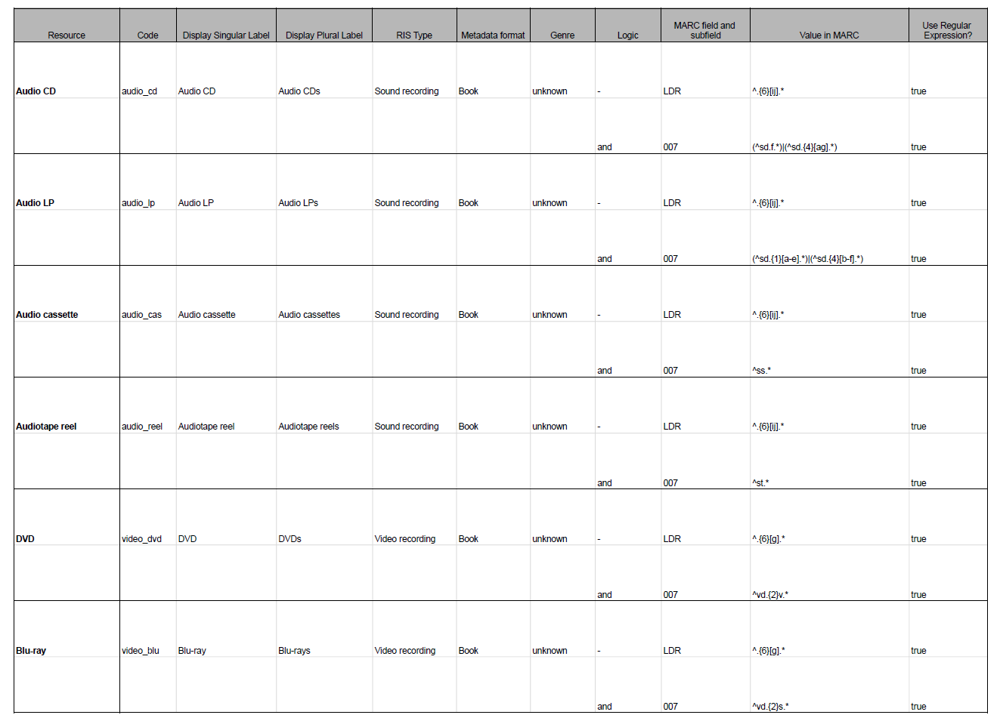 Resource Code Display Singular Label Display Plural Label RIS Type Metadata format Genre Logic MARC field and subfield Value in MARC Use Regular Expression?
Audio CD audio_cd Audio CD Audio CDs Sound recording Book unknown - LDR ^.{6}[ij].* true
and 007 (^sd.f.*)|(^sd.{4}[ag].*) true
Audio LP audio_lp Audio LP Audio LPs Sound recording Book unknown - LDR ^.{6}[ij].* true
and 007 (^sd.{1}[a-e].*)|(^sd.{4}[b-f].*) true
Audio cassette audio_cas Audio cassette Audio cassettes Sound recording Book unknown - LDR ^.{6}[ij].* true
and 007 ^ss.* true
Audiotape reel audio_reel Audiotape reel Audiotape reels Sound recording Book unknown - LDR ^.{6}[ij].* true
and 007 ^st.* true
DVD video_dvd DVD DVDs Video recording Book unknown - LDR ^.{6}[g].* true
and 007 ^vd.{2}v.* true
Blu-ray video_blu Blu-ray Blu-rays Video recording Book unknown - LDR ^.{6}[g].* true
and 007 ^vd.{2}s.* true